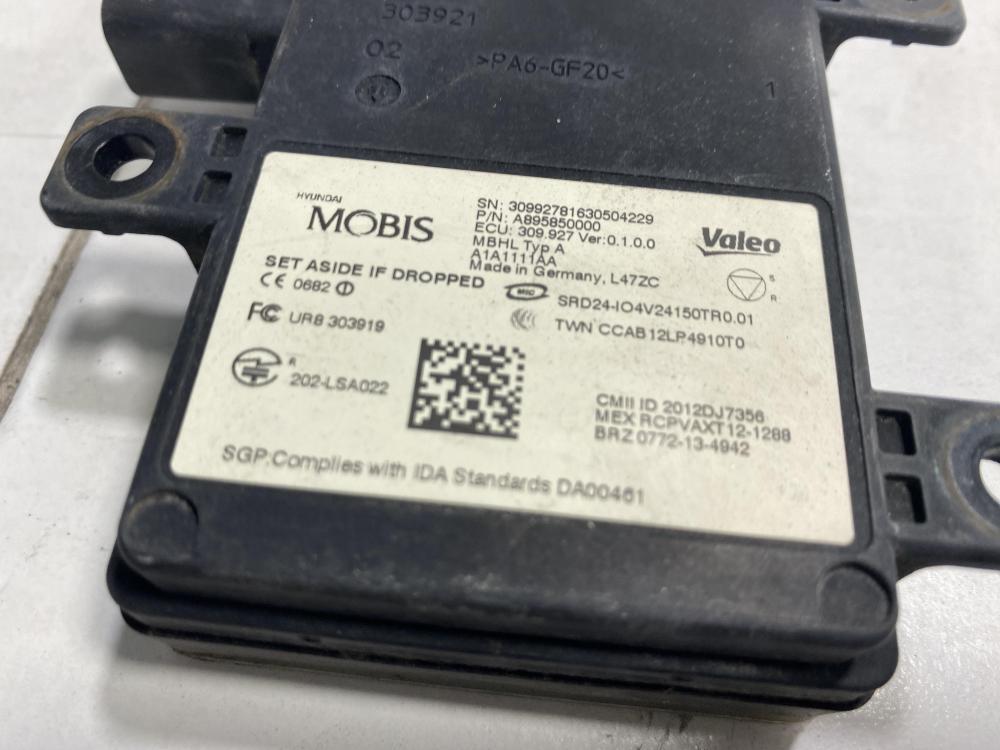 303921
02
>PA6-GF20<
1
HYUNDAI
MOBIS
SN: 30992781630504229
P/N: A895850000
ECU: 309.927 Ver:0.1.0.0
MBHL Typ A
A1A1111AA
Made in Germany, L47ZC
Valeo
S
R
SET ASIDE IF DROPPED
CE 0682
MIC
SRD24-IO4V24150TR0.01
FC UR8 303919
TWN CCAB12LP4910T0
R
202-LSA022
CMII ID 2012DJ7356
MEX RCPVAXT12-1288
BRZ 0772-13-4942
SGP:Complies with IDA Standards DA00461